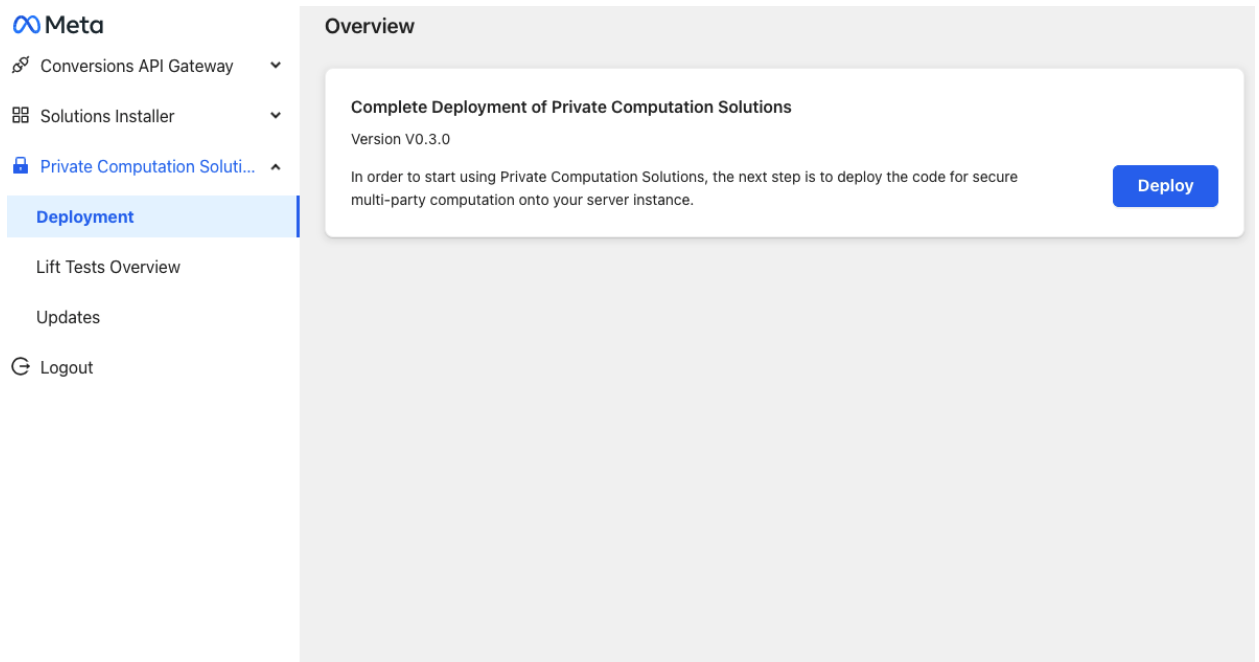 Meta
Conversions API Gateway
Solutions Installer
Private Computation Soluti...
Deployment
Lift Tests Overview
Updates
Logout
Overview
Complete Deployment of Private Computation Solutions
Version V0.3.0
In order to start using Private Computation Solutions, the next step is to deploy the code for secure
multi-party computation onto your server instance.
Deploy